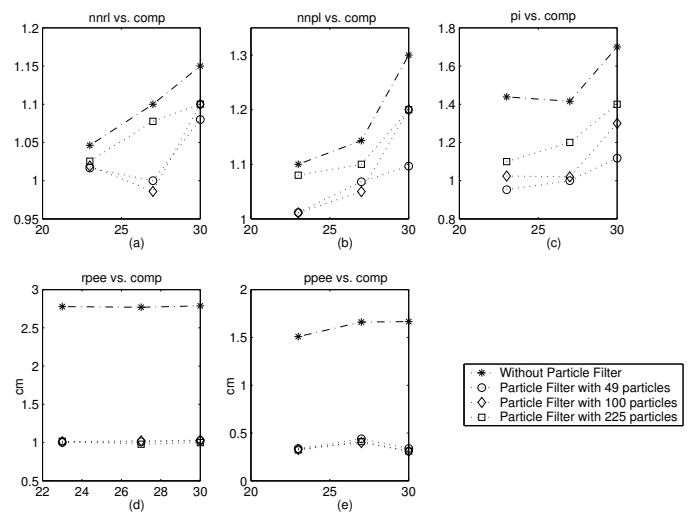 nnrl vs. comp
1.2
1.15
1.1
1.05
1
0.95
20
25
30
(a)
nnpl vs. comp
1.3
1.2
1.1
1
20
25
30
(b)
pi vs. comp
1.8
1.6
1.4
1.2
1
0.8
20
25
30
(c)
rpee vs. comp
3
2.5
2
1.5
1
0.5
cm
22
24
26
28
30
(d)
ppee vs. comp
2
1.5
1
0.5
0
cm
20
25
30
(e)
Without Particle Filter
Particle Filter with 49 particles
Particle Filter with 100 particles
Particle Filter with 225 particles